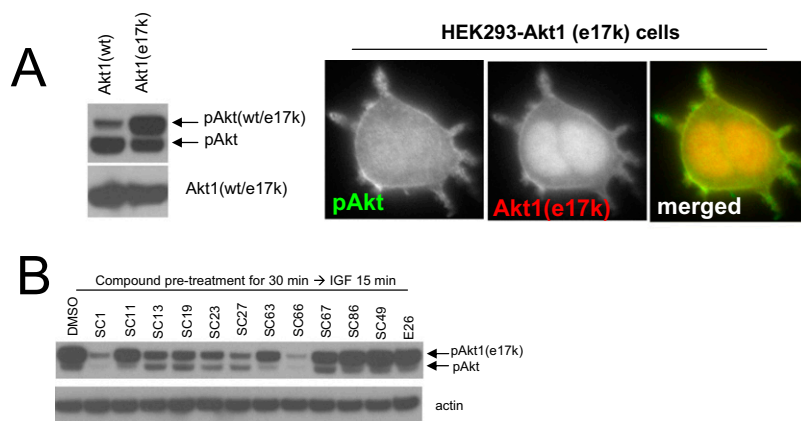 A
Akt1(wt)
Akt1(e17k)
pAkt(wt/e17k)
pAkt
Akt1(wt/e17k)
HEK293-Akt1 (e17k) cells
pAkt
Akt1(e17k)
merged
B
Compound pre-treatment for 30 min → IGF 15 min
DMSO
SC1
SC11
SC13
SC19
SC23
SC27
SC63
SC66
SC67
SC86
SC49
E26
pAkt1(e17k)
pAkt
actin